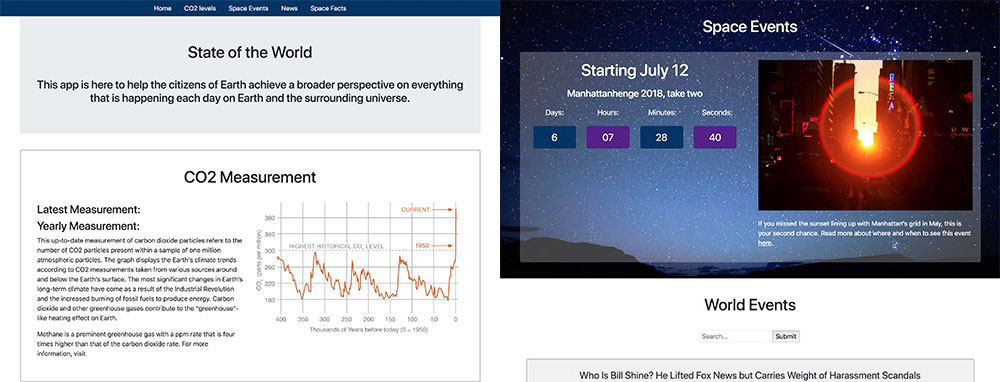 Home CO2 levels Space Events News Space Facts
State of the World
This app is here to help the citizens of Earth achieve a broader perspective on everything
that is happening each day on Earth and the surrounding universe.
CO2 Measurement
Latest Measurement:
Yearly Measurement:
This up-to-date measurement of carbon dioxide particles refers to the
number of CO2 particles present within a sample of one million
atmospheric particles. The graph displays the Earth's climate trends
according to CO2 measurements taken from various sources around
and below the Earth's surface. The most significant changes in Earth's
long-term climate have come as a result of the Industrial Revolution
and the increased burning of fossil fuels to produce energy. Carbon
dioxide and other greenhouse gases contribute to the "greenhouse"-
like heating effect on Earth.
Methane is a prominent greenhouse gas with a ppm rate that is four
times higher than that of the carbon dioxide rate. For more
information, visit
CO₂ (parts per million)
380
340
300
260
220
180
CURRENT
1950
HIGHEST HISTORICAL CO₂ LEVEL
400 350 300 250 200 150 100 50 0
Thousands of Years before today (0 = 1950)
Space Events
Starting July 12
Manhattanhenge 2018, take two
Days: Hours: Minutes: Seconds:
6 07 28 40
If you missed the sunset lining up with Manhattan's grid in May, this is
your second chance. Read more about where and when to see this event
here.
World Events
Search... Submit
Who Is Bill Shine? He Lifted Fox News but Carries Weight of Harassment Scandals